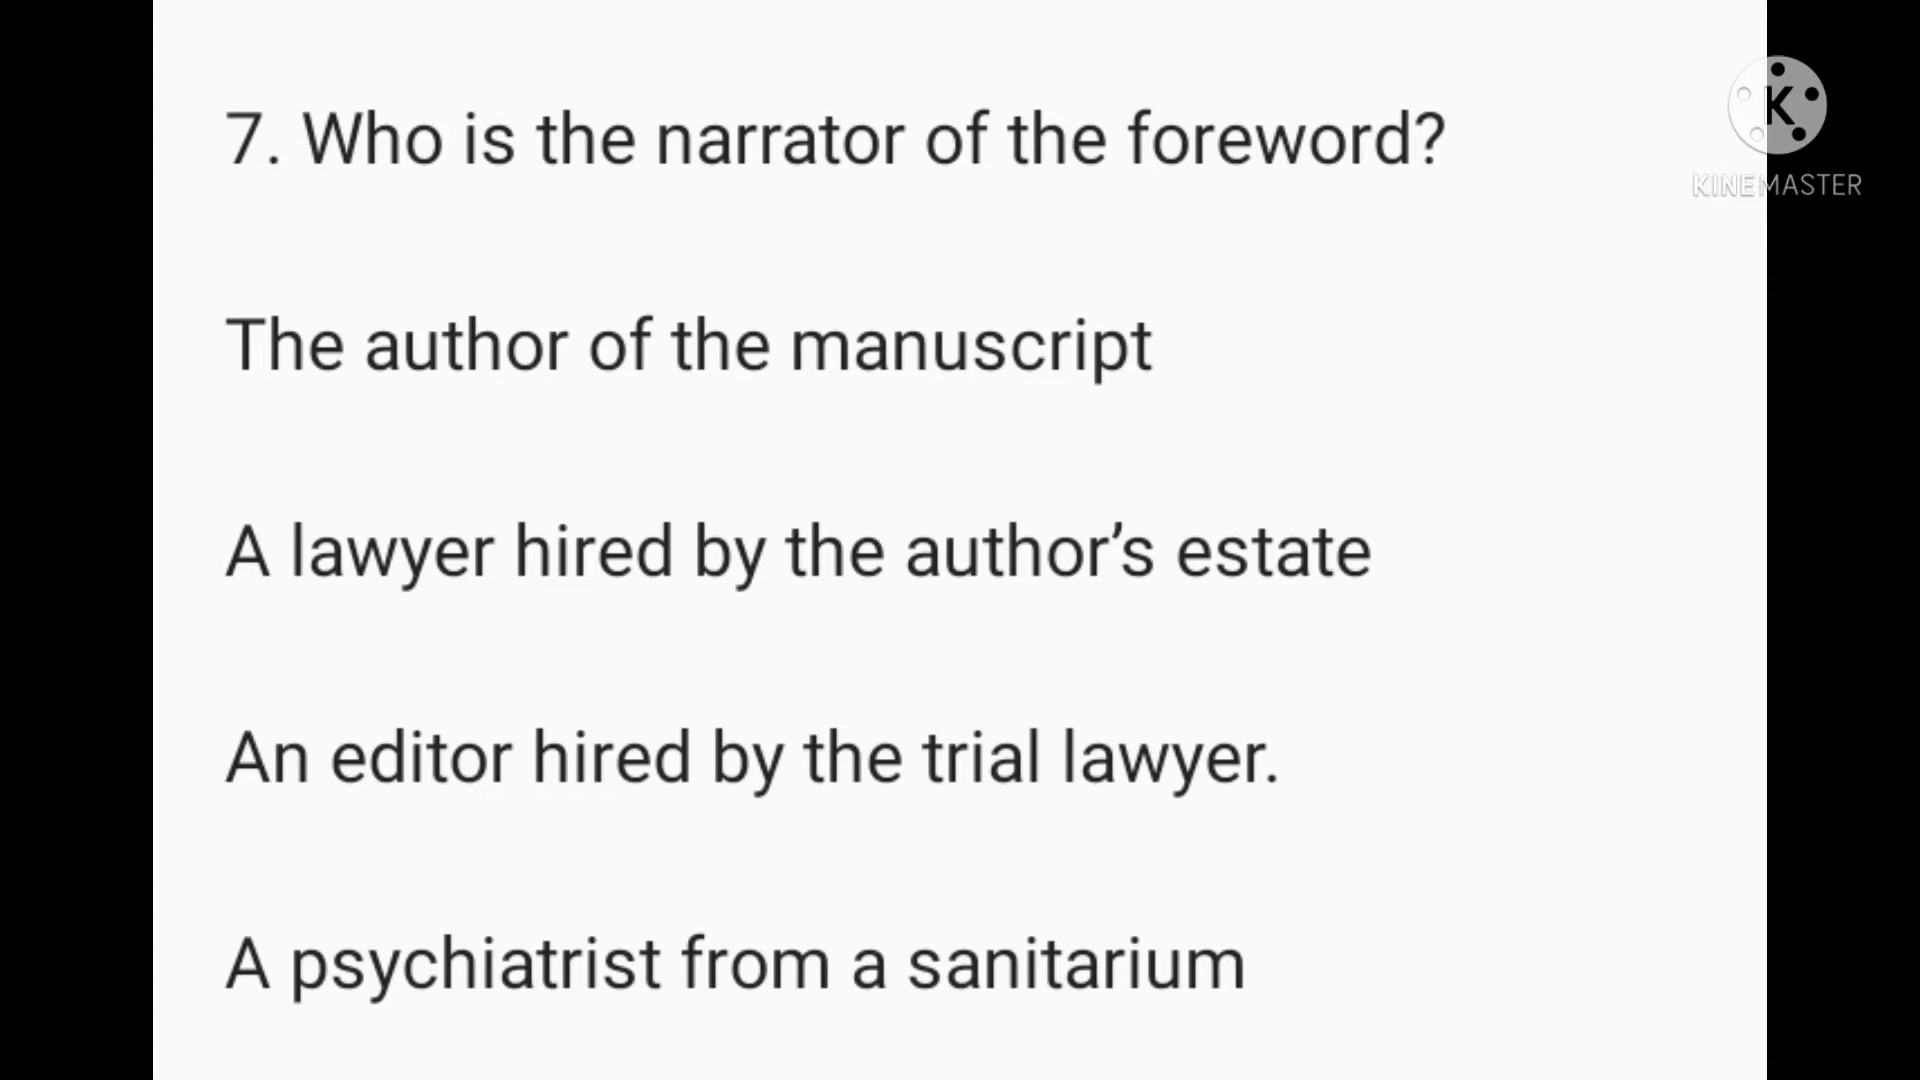 7. Who is the narrator of the foreword?
K
KINEMASTER
The author of the manuscript
A lawyer hired by the author’s estate
An editor hired by the trial lawyer.
A psychiatrist from a sanitarium